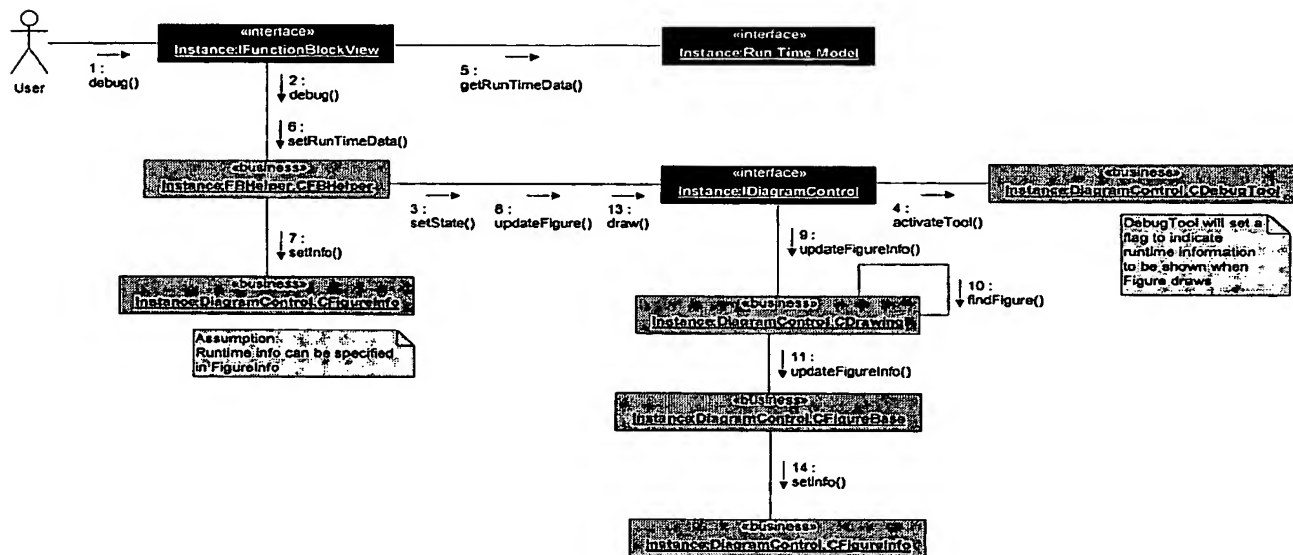 «interface»
Instance:IFunctionBlockView
«interface»
Instance:Run Time Model
User
1 :
debug()
2 :
debug()
5 :
getRunTimeData()
6 :
setRunTimeData()
«business»
Instance:FBHelper.CFBHelper
«interface»
Instance:IDiagramControl
«business»
Instance:DiagramControl.CDebugTool
3 :
setState()
8 :
updateFigure()
13 :
draw()
4 :
activateTool()
7 :
setInfo()
9 :
updateFigureInfo()
DebugTool will set a
flag to indicate
runtime information
to be shown when
Figure draws
«business»
Instance:DiagramControl.CFigureInfo
10 :
findFigure()
«business»
Instance:DiagramControl.CDrawing
Assumption:
Runtime info can be specified
in FigureInfo
11 :
updateFigureInfo()
«business»
Instance:DiagramControl.CFigureBase
14 :
setInfo()
«business»
Instance:DiagramControl.CFigureInfo